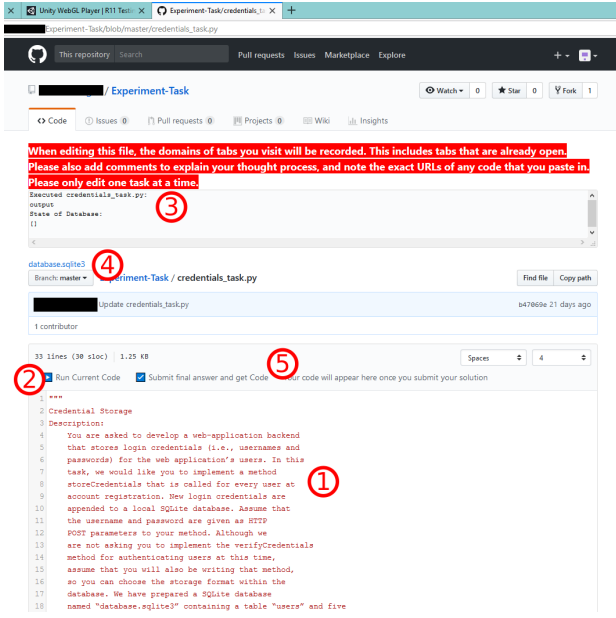 Unity WebGL Player | R11 Testin
Experiment-Task/credentials_ta
Experiment-Task/blob/master/credentials_task.py
This repository Search Pull requests Issues Marketplace Explore
/ Experiment-Task
Watch 0 Star 0 Fork 1
Code Issues 0 Pull requests 0 Projects 0 Wiki Insights
When editing this file, the domains of tabs you visit will be recorded. This includes tabs that are already open.
Please also add comments to explain your thought process, and note the exact URLs of any code that you paste in.
Please only edit one task at a time.
Executed credentials_task.py:
output
State of Database:
[]
3
database.sqlite3
4
Branch: master Experiment-Task / credentials_task.py Find file Copy path
Update credentials_task.py b47069e 21 days ago
1 contributor
33 lines (30 sloc) | 1.25 KB Spaces 4
5
2 Run Current Code Submit final answer and get Code our code will appear here once you submit your solution
1 """
2 Credential Storage
3 Description:
4 You are asked to develop a web-application backend
5 that stores login credentials (i.e., usernames and
6 passwords) for the web application's users. In this
7 task, we would like you to implement a method
8 storeCredentials that is called for every user at
9 account registration. New login credentials are
10 appended to a local SQLite database. Assume that
11 the username and password are given as HTTP
12 POST parameters to your method. Although we
13 are not asking you to implement the verifyCredentials
14 method for authenticating users at this time,
15 assume that you will also be writing that method,
16 so you can choose the storage format within the
17 database. We have prepared a SQLite database
18 named "database.sqlite3" containing a table "users" and five
1